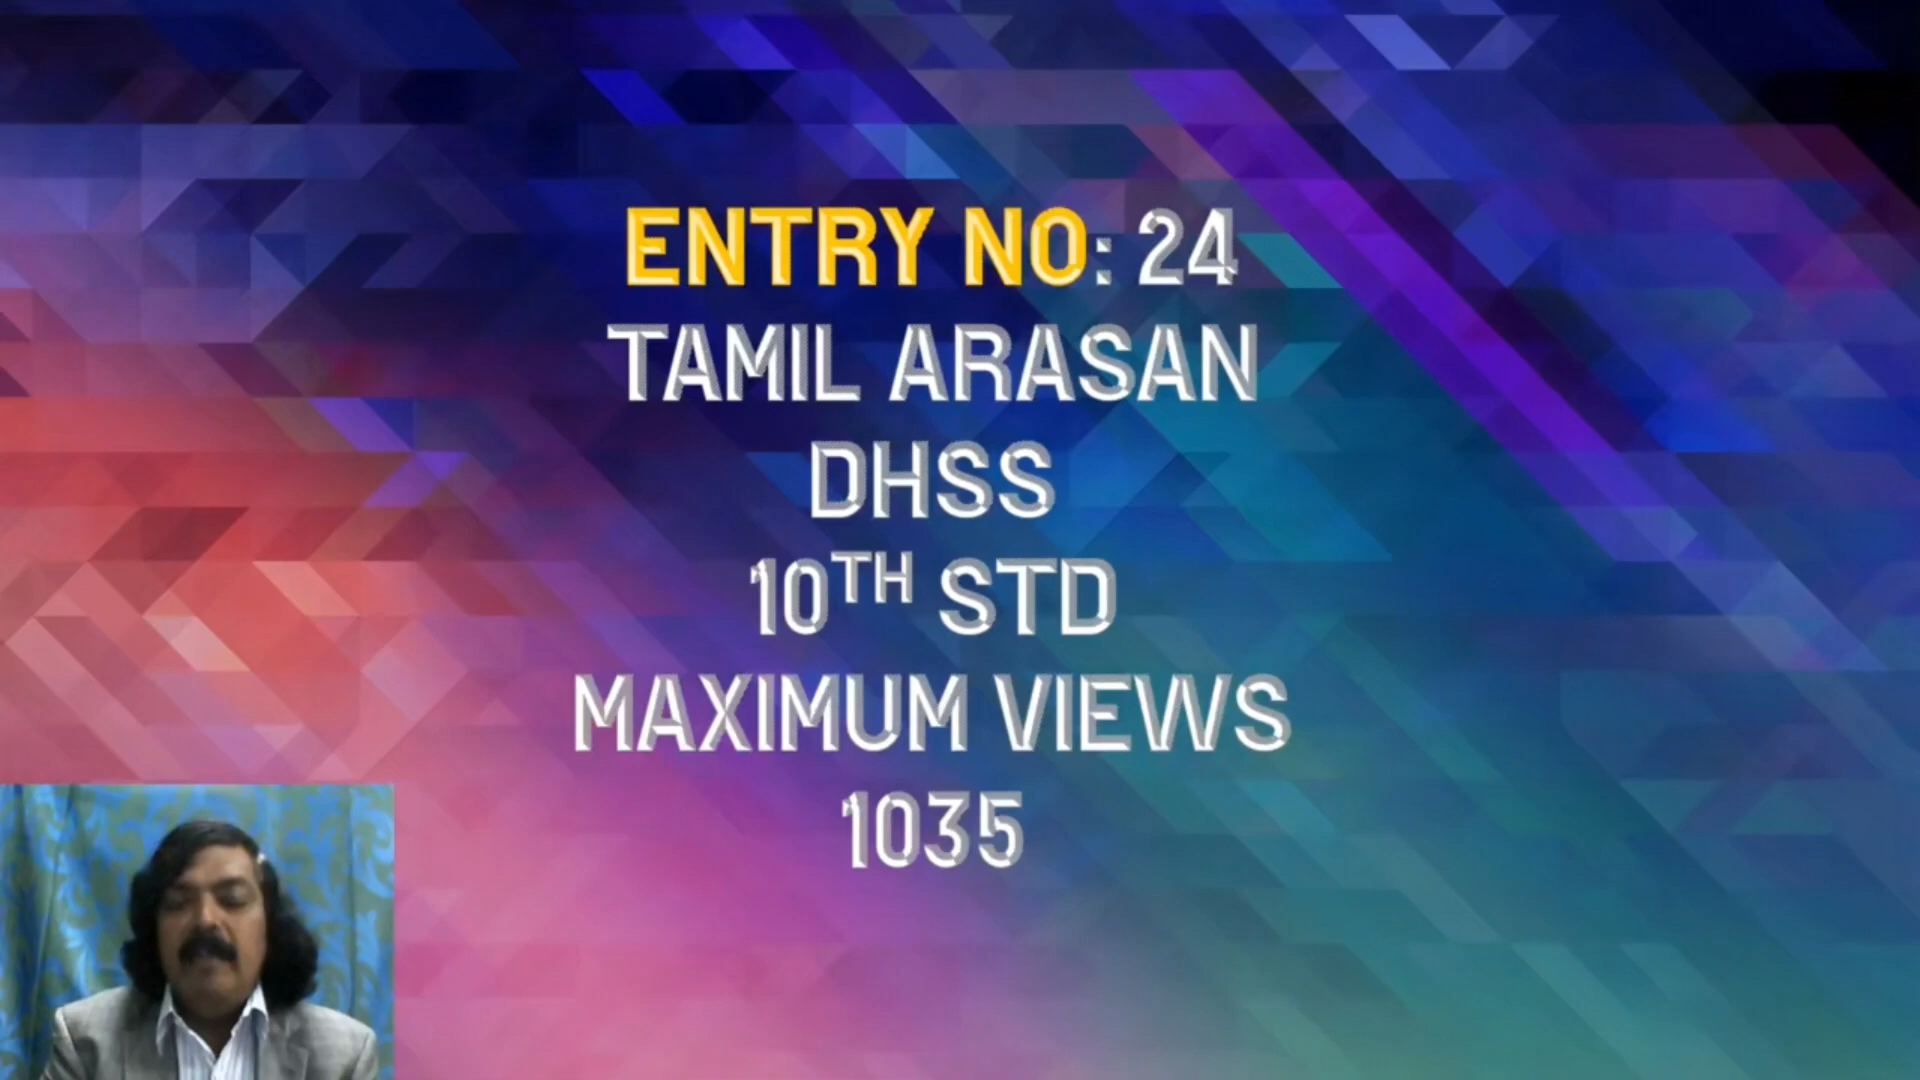 ENTRY NO: 24
TAMIL ARASAN
DHSS
10TH STD
MAXIMUM VIEWS
1035